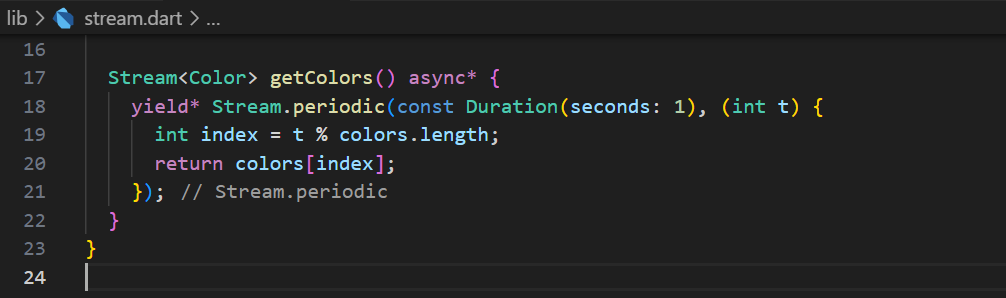 lib > stream.dart > ...
16
17 Stream<Color> getColors() async* {
18 yield* Stream.periodic(const Duration(seconds: 1), (int t) {
19 int index = t % colors.length;
20 return colors[index];
21 }); // Stream.periodic
22 }
23 }
24